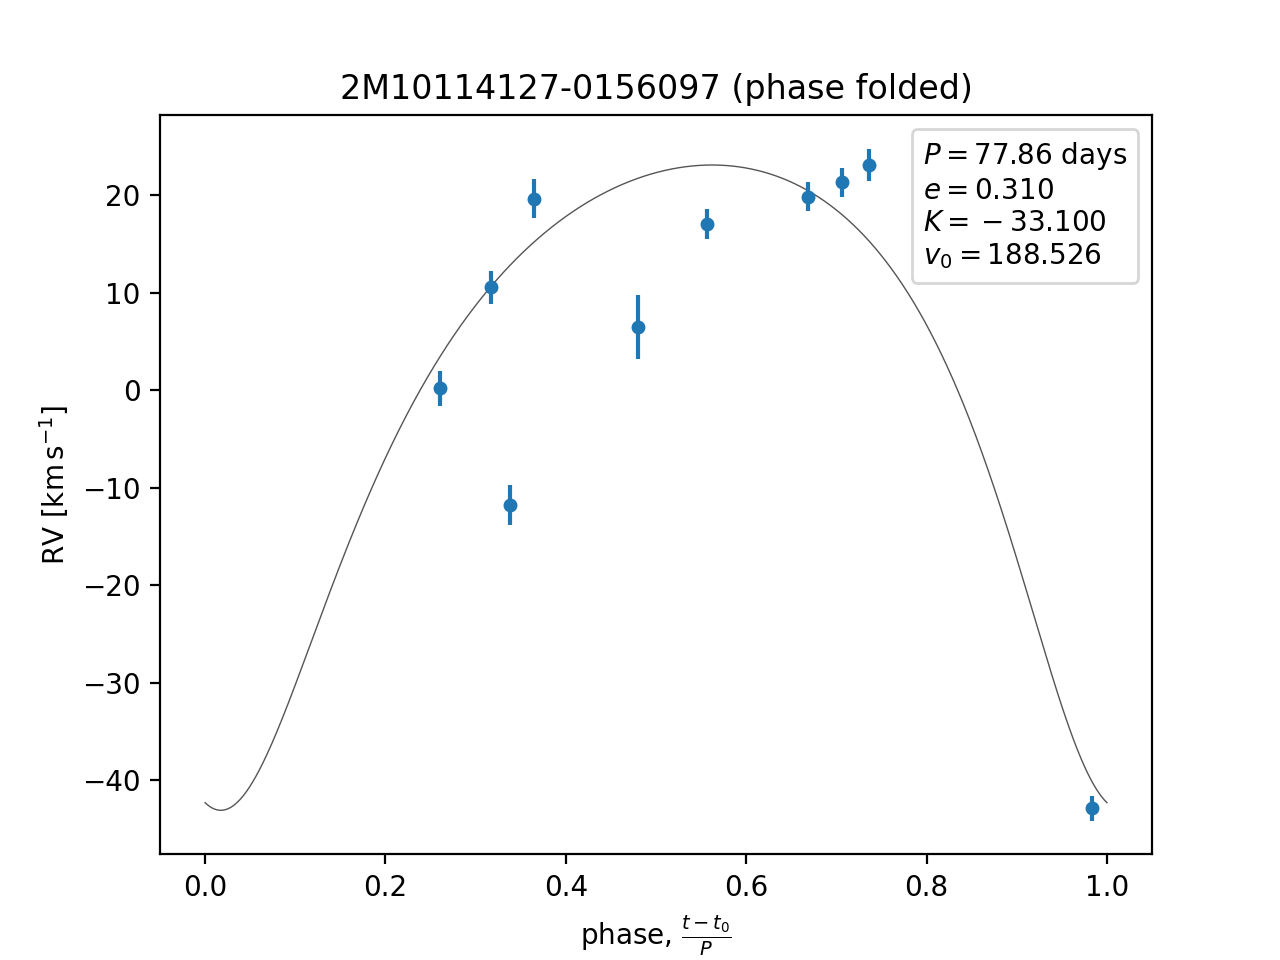 2M10114127-0156097 (phase folded)
P = 77.86 days
e = 0.310
K = −33.100
v₀ = 188.526
RV [km s⁻¹]
20
10
0
−10
−20
−30
−40
0.0 0.2 0.4 0.6 0.8 1.0
phase, (t − t₀)/P